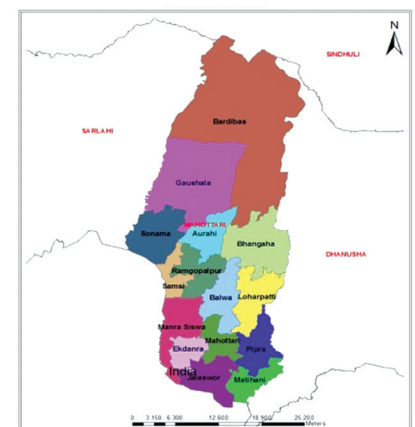 N
SINDHULI
Bardibas
SARLAHI
Gaushala
MAHOTTARI
Sonama
Aurahi
Bhangaha
DHANUSHA
Ramgopalpur
Samsi
Balwa
Loharpatti
Manra Siswa
Mahottari
Ekdanra
Pipra
India
Jaleswor
Matihani
0 3 150 6 300 12 600 18 900 25 200
Meters